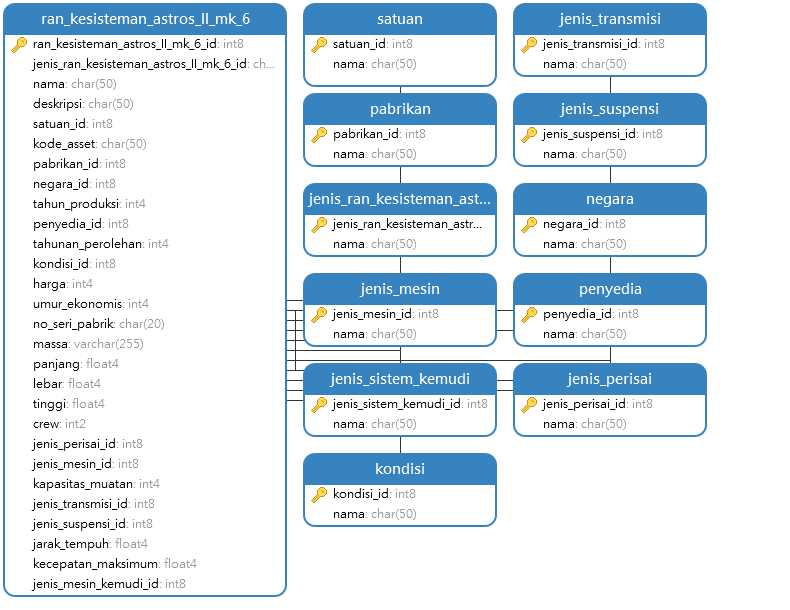 ran_kesisteman_astros_II_mk_6
ran_kesisteman_astros_II_mk_6_id: int8
jenis_ran_kesisteman_astros_II_mk_6_id: ch...
nama: char(50)
deskripsi: char(50)
satuan_id: int8
kode_asset: char(50)
pabrikan_id: int8
negara_id: int8
tahun_produksi: int4
penyedia_id: int8
tahunan_perolehan: int4
kondisi_id: int8
harga: int4
umur_ekonomis: int4
no_seri_pabrik: char(20)
massa: varchar(255)
panjang: float4
lebar: float4
tinggi: float4
crew: int2
jenis_perisai_id: int8
jenis_mesin_id: int8
kapasitas_muatan: int4
jenis_transmisi_id: int8
jenis_suspensi_id: int8
jarak_tempuh: float4
kecepatan_maksimum: float4
jenis_mesin_kemudi_id: int8
satuan
satuan_id: int8
nama: char(50)
pabrikan
pabrikan_id: int8
nama: char(50)
jenis_ran_kesisteman_ast...
jenis_ran_kesisteman_astr...
nama: char(50)
jenis_mesin
jenis_mesin_id: int8
nama: char(50)
jenis_sistem_kemudi
jenis_sistem_kemudi_id: int8
nama: char(50)
kondisi
kondisi_id: int8
nama: char(50)
jenis_transmisi
jenis_transmisi_id: int8
nama: char(50)
jenis_suspensi
jenis_suspensi_id: int8
nama: char(50)
negara
negara_id: int8
nama: char(50)
penyedia
penyedia_id: int8
nama: char(50)
jenis_perisai
jenis_perisai_id: int8
nama: char(50)